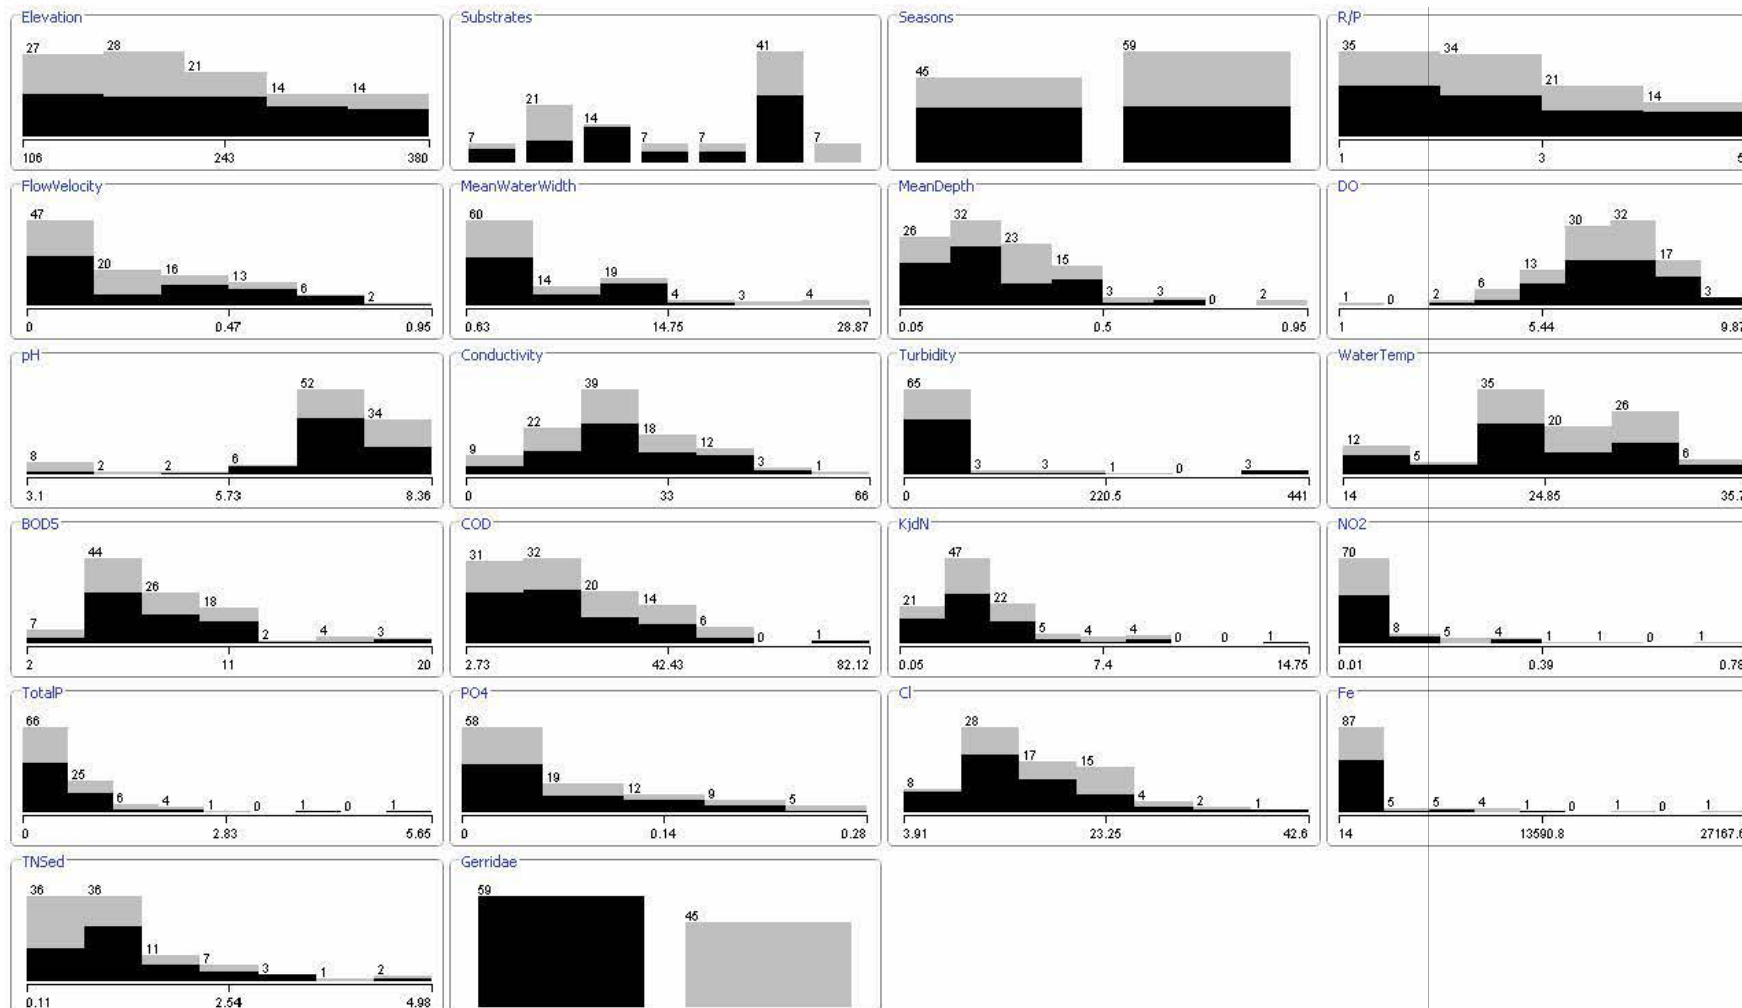 Elevation
27 28 21 14 14
106 243 380
Substrates
7 21 14 7 7 41 7
Seasons
45 59
R/P
35 34 21 14
1 3 5
FlowVelocity
47 20 16 13 6 2
0 0.47 0.95
MeanWaterWidth
60 14 19 4 3 4
0.63 14.75 28.87
MeanDepth
26 32 23 15 3 3 0 2
0.05 0.5 0.95
DO
1 0 2 6 13 30 32 17 3
1 5.44 9.87
pH
8 2 2 6 52 34
3.1 5.73 8.36
Conductivity
9 22 39 18 12 3 1
0 33 66
Turbidity
65 3 3 1 0 3
0 220.5 441
WaterTemp
12 5 35 20 26 6
14 24.85 35.7
BOD5
7 44 26 18 2 4 3
2 11 20
COD
31 32 20 14 6 0 1
2.73 42.43 82.12
KjdN
21 47 22 5 4 4 0 0 1
0.05 7.4 14.75
NO2
70 8 5 4 1 1 0 1
0.01 0.39 0.78
TotalP
66 25 6 4 1 0 1 0 1
0 2.83 5.65
PO4
58 19 12 9 5
0 0.14 0.28
Cl
8 28 17 15 4 2 1
3.91 23.25 42.6
Fe
87 5 5 4 1 0 1 0 1
14 13590.8 27167.6
TNSed
36 36 11 7 3 1 2
0.11 2.54 4.98
Gerridae
59 45